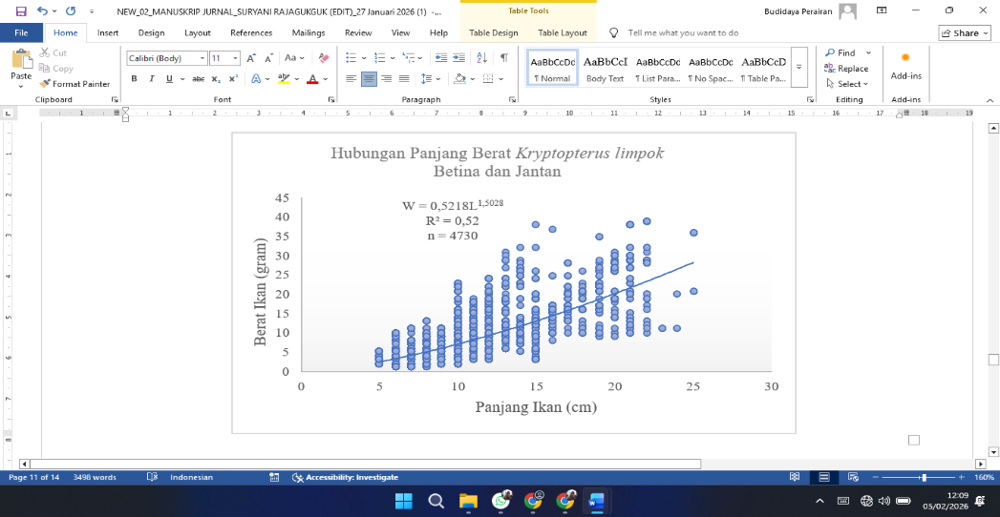 NEW_02_MANUSKRIP JURNAL_SURYANI RAJAGUKGUK (EDIT)_27 Januari 2026 (1) -...
Table Tools
Budidaya Perairan
File Home Insert Design Layout References Mailings Review View Help Table Design Table Layout Tell me what you want to do Share
Paste
Cut
Copy
Format Painter
Clipboard
Calibri (Body) 11
Font
Paragraph
AaBbCcDc AaBbCcI AaBbCcDc AaBbCcDc AaBbCcD
¶ Normal Body Text ¶ List Para... ¶ No Spac... ¶ Table Pa...
Styles
Find
Replace
Select
Editing
Add-ins
Add-ins
Hubungan Panjang Berat Kryptopterus limpok
Betina dan Jantan
W = 0,5218L^1,5028
R² = 0,52
n = 4730
Berat Ikan (gram)
45
40
35
30
25
20
15
10
5
0
0 5 10 15 20 25 30
Panjang Ikan (cm)
Page 11 of 14 3498 words Indonesian Accessibility: Investigate 160%
12:09
05/02/2026